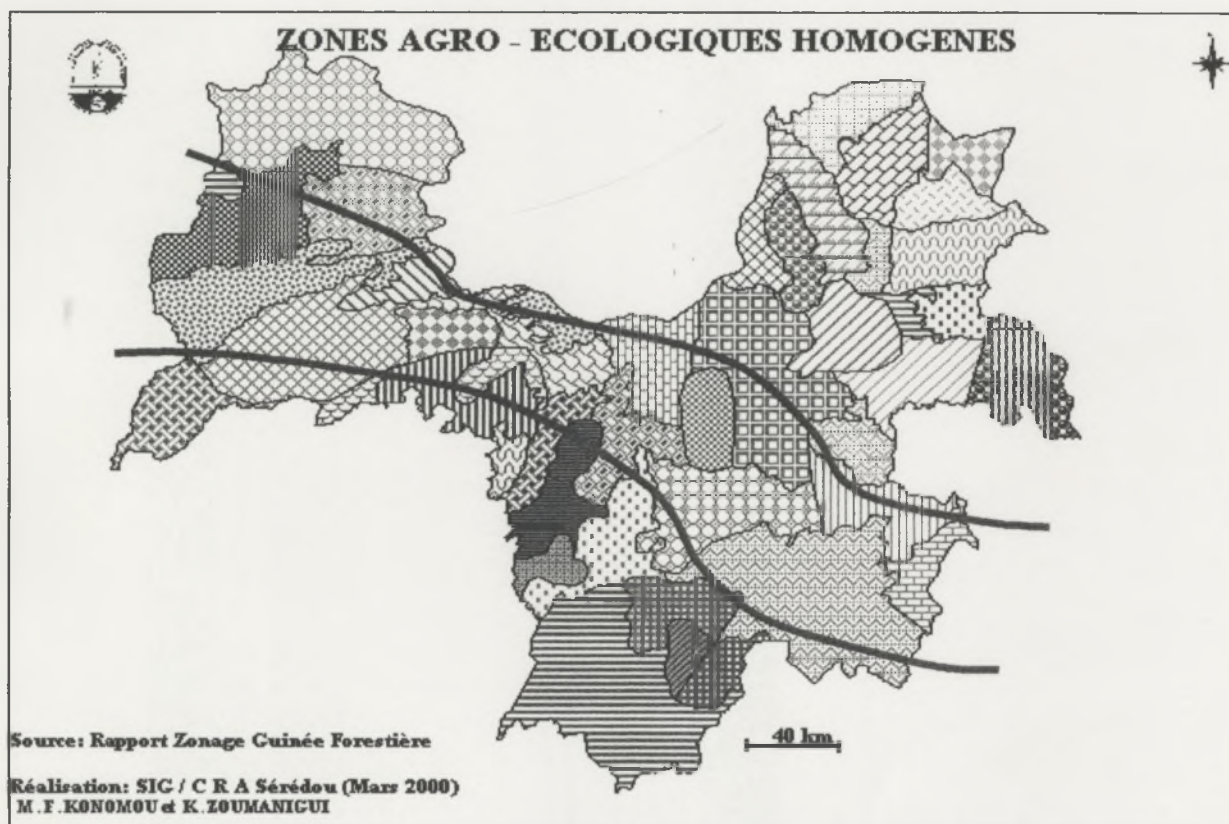 ZONES AGRO - ECOLOGIQUES HOMOGENES
K
S
40 km
Source: Rapport Zonage Guinée Forestière
Réalisation: SIG / C R A Sérédou (Mars 2000)
M.F.KONOMOU et K.ZOUMANIGUI